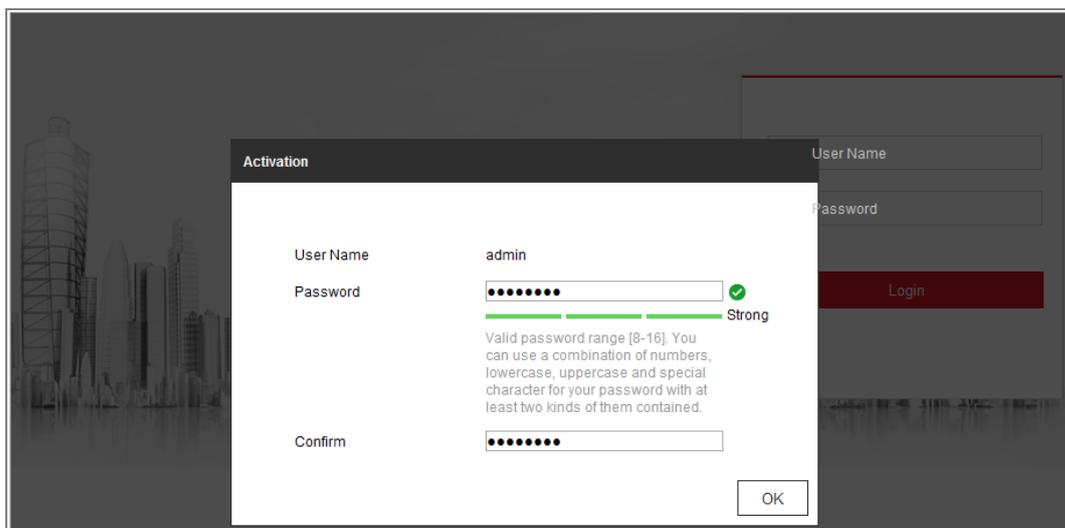 User Name
Activation
Password
User Name admin
Password ●●●●●●●●
Strong
Login
Valid password range [8-16]. You
can use a combination of numbers,
lowercase, uppercase and special
character for your password with at
least two kinds of them contained.
Confirm ●●●●●●●●
OK